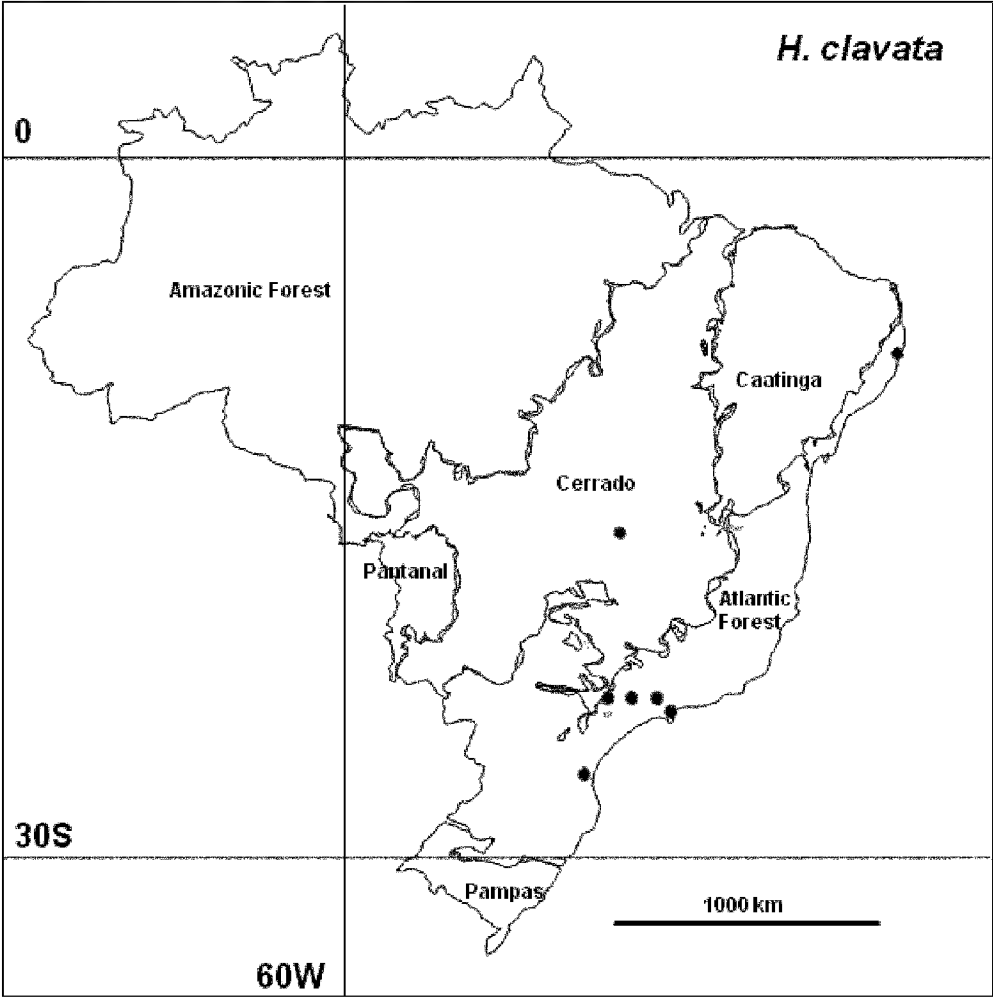 H. clavata
0
Amazonic Forest
Caatinga
Cerrado
Pantanal
Atlantic
Forest
30S
Pampas
1000 km
60W